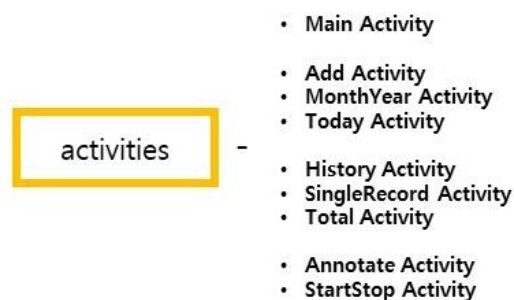 • Main Activity
• Add Activity
• MonthYear Activity
• Today Activity
activities -
• History Activity
• SingleRecord Activity
• Total Activity
• Annotate Activity
• StartStop Activity